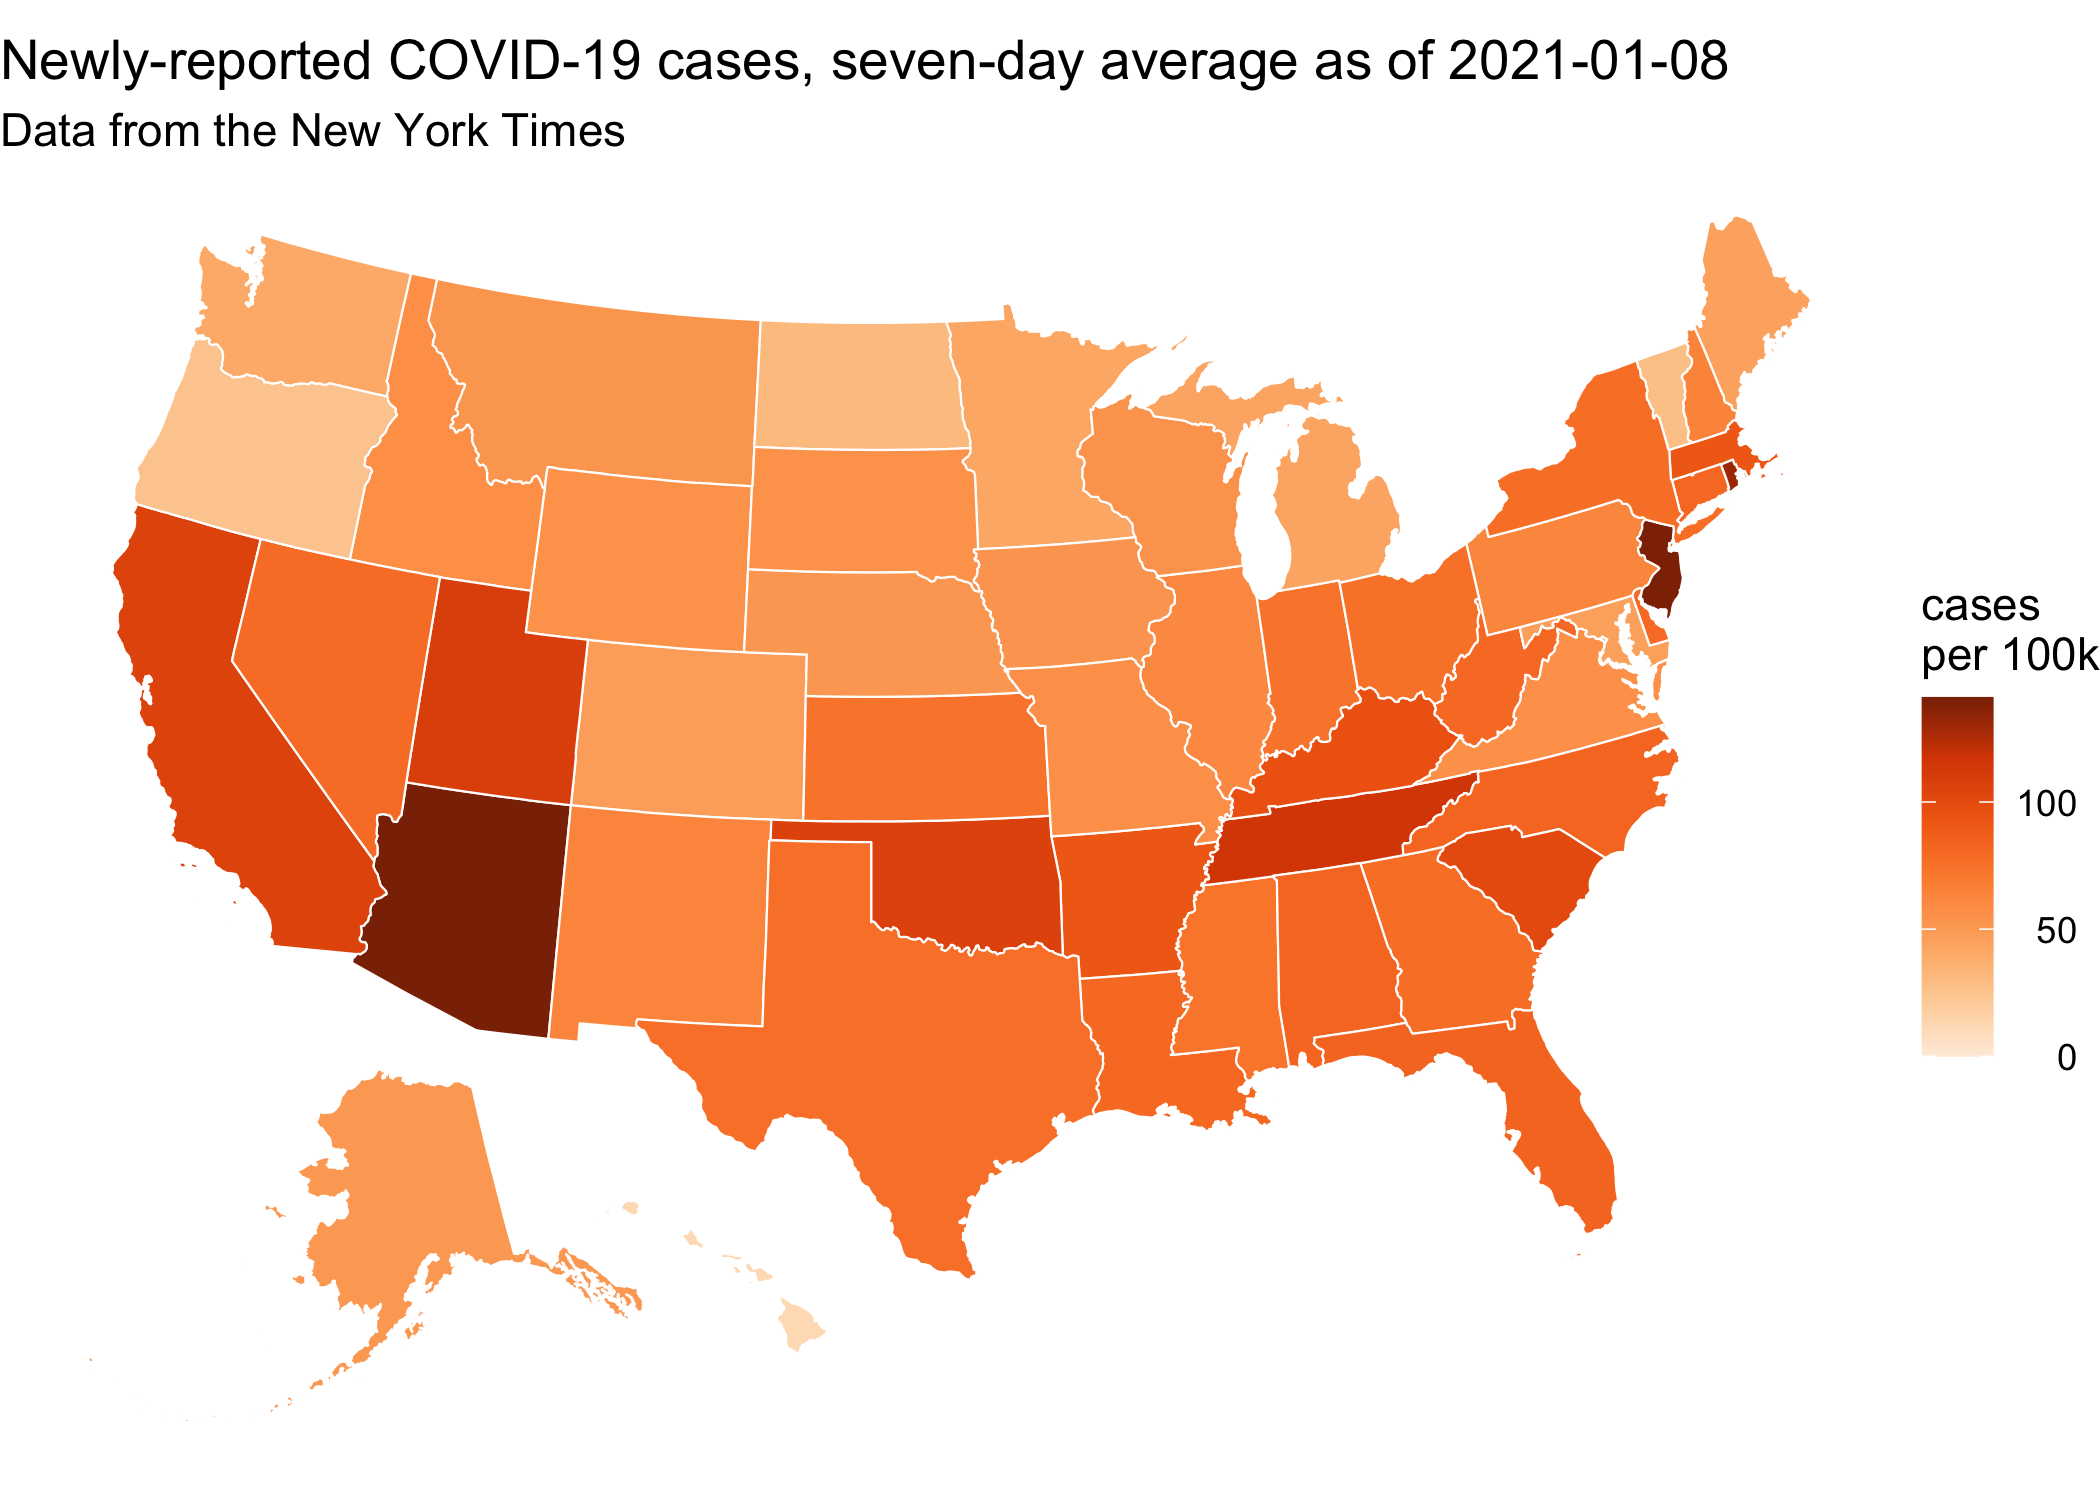 Newly-reported COVID-19 cases, seven-day average as of 2021-01-08
Data from the New York Times
cases
per 100k
100
50
0